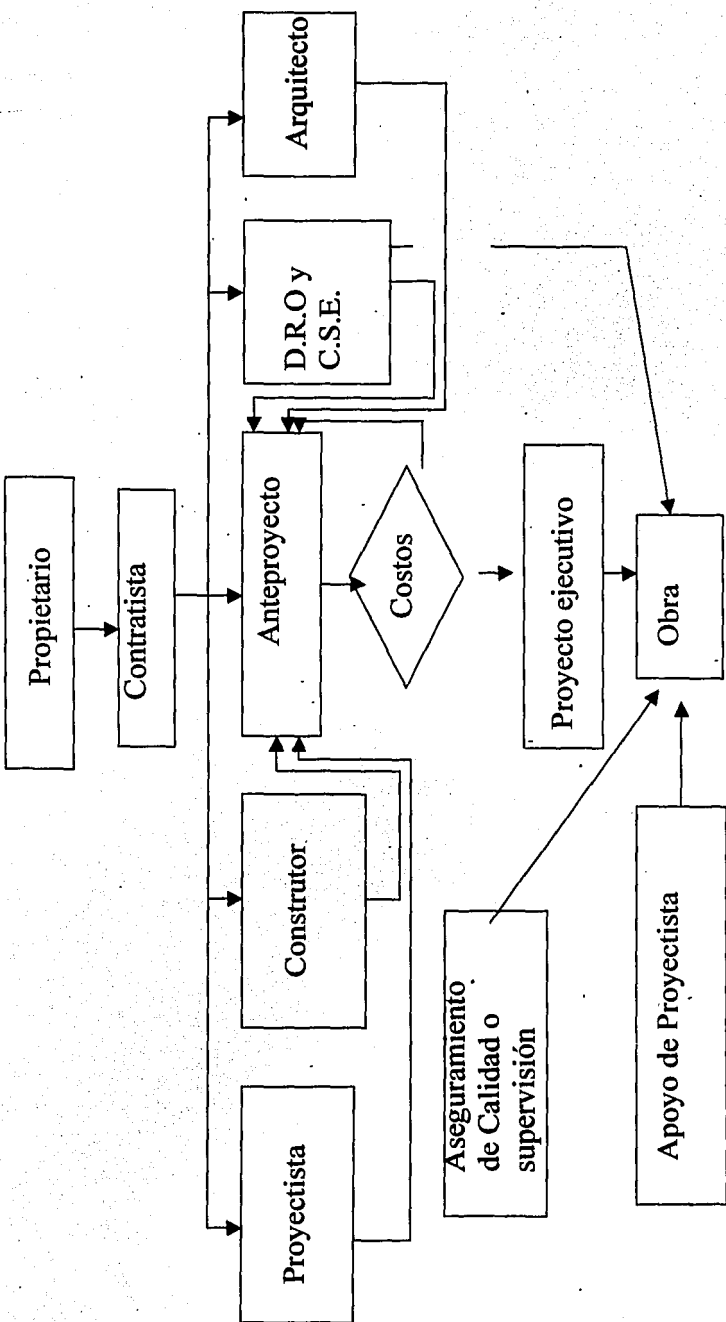 Propietario
Contratista
Proyectista
Construtor
Anteproyecto
D.R.O y
C.S.E.
Arquitecto
Costos
Aseguramiento
de Calidad o
supervisión
Proyecto ejecutivo
Apoyo de Proyectista
Obra